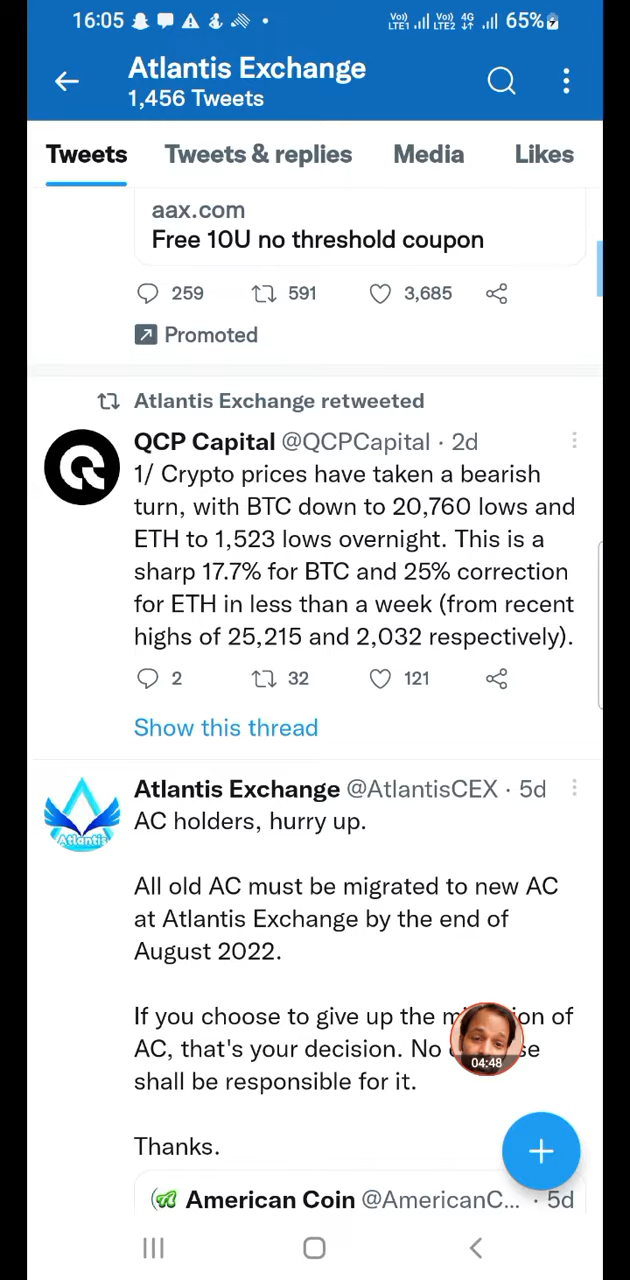 16:05 Vo) LTE1 Vo) LTE2 4G 65%
Atlantis Exchange
1,456 Tweets
Tweets Tweets & replies Media Likes
aax.com
Free 10U no threshold coupon
259 591 3,685
Promoted
Atlantis Exchange retweeted
QCP Capital @QCPCapital · 2d
1/ Crypto prices have taken a bearish
turn, with BTC down to 20,760 lows and
ETH to 1,523 lows overnight. This is a
sharp 17.7% for BTC and 25% correction
for ETH in less than a week (from recent
highs of 25,215 and 2,032 respectively).
2 32 121
Show this thread
Atlantis Exchange @AtlantisCEX · 5d
AC holders, hurry up.
All old AC must be migrated to new AC
at Atlantis Exchange by the end of
August 2022.
If you choose to give up the of
AC, that's your decision. No
shall be responsible for it.
04:48
Thanks.
American Coin @AmericanC... · 5d
Atlantis